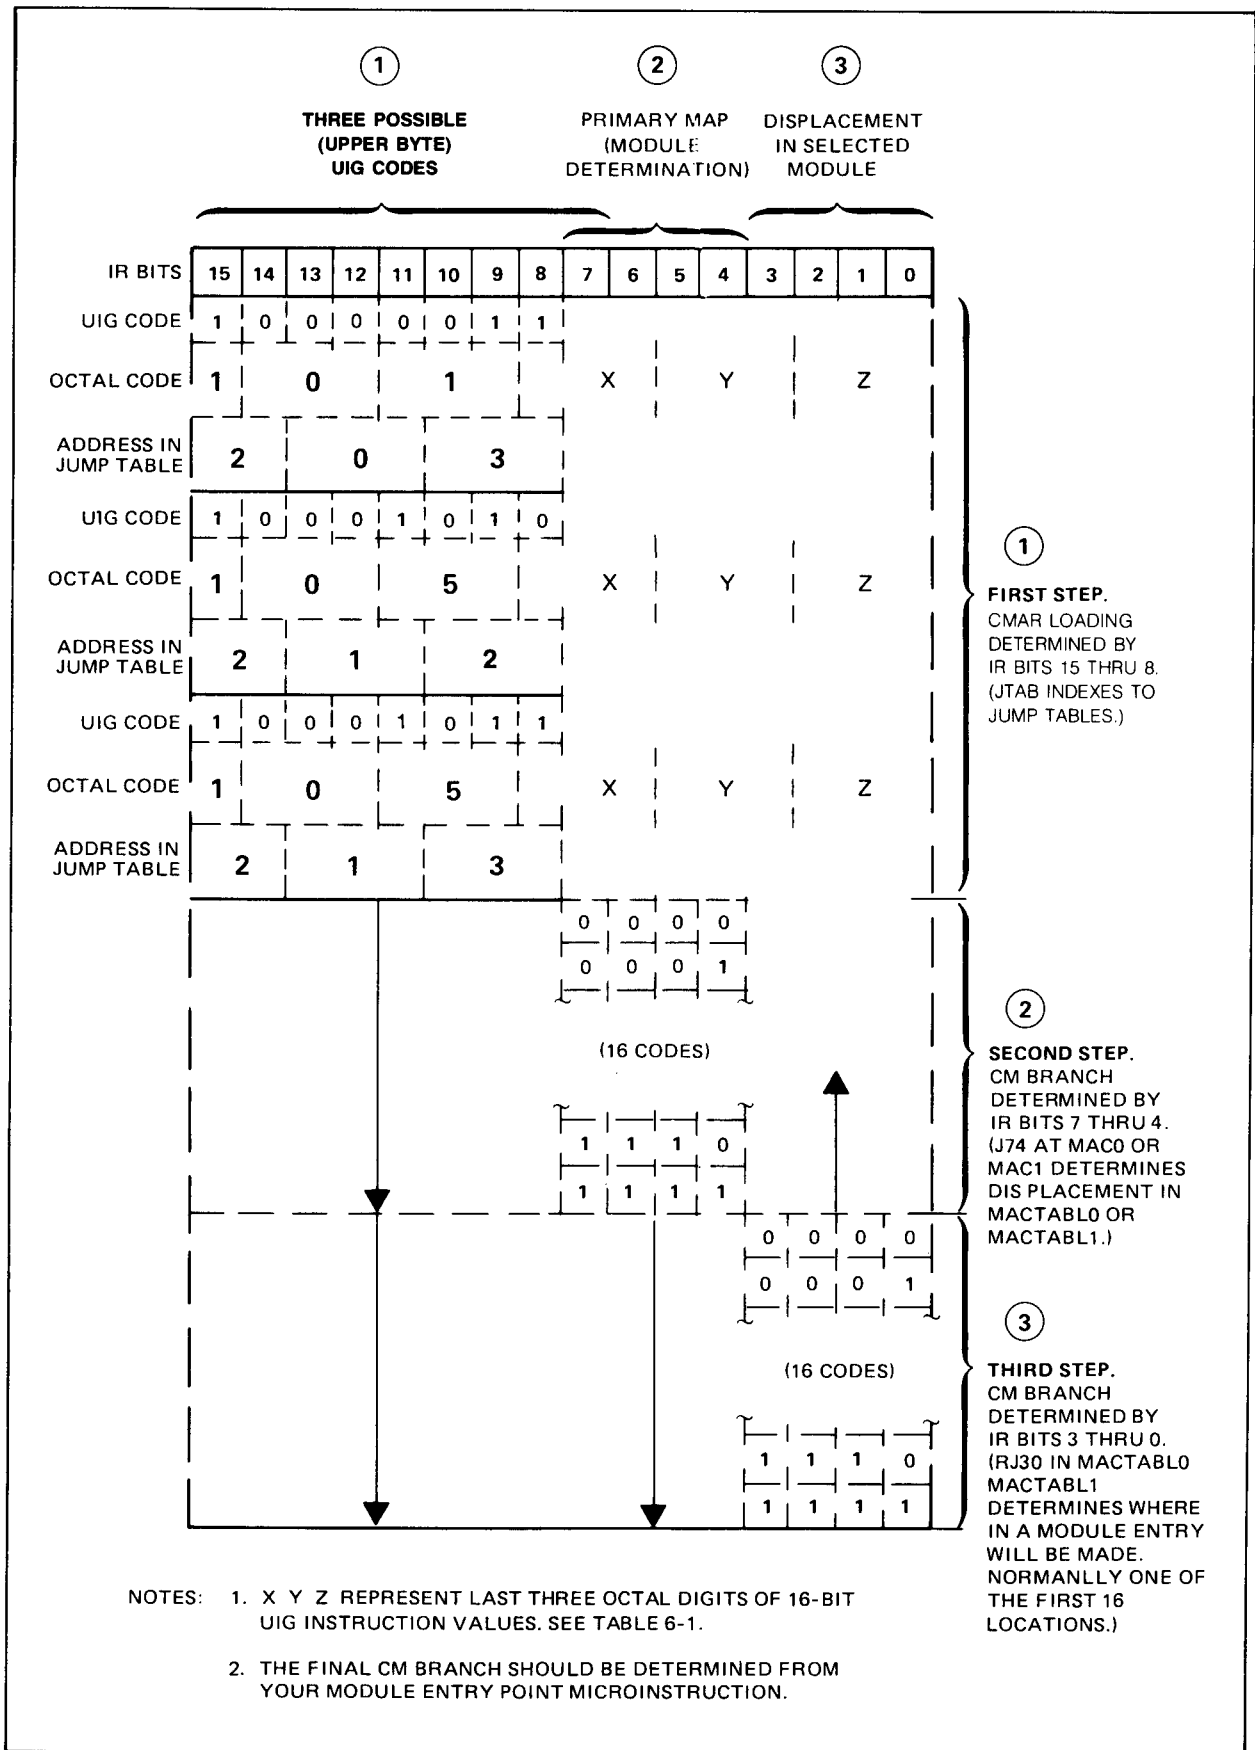 1 2 3
THREE POSSIBLE PRIMARY MAP DISPLACEMENT
(UPPER BYTE) (MODULE IN SELECTED
UIG CODES DETERMINATION) MODULE
IR BITS 15 14 13 12 11 10 9 8 7 6 5 4 3 2 1 0
UIG CODE 1 0 0 0 0 0 1 1
OCTAL CODE 1 0 1 X Y Z
ADDRESS IN
JUMP TABLE 2 0 3
UIG CODE 1 0 0 0 1 0 1 0
OCTAL CODE 1 0 5 X Y Z
ADDRESS IN
JUMP TABLE 2 1 2
UIG CODE 1 0 0 0 1 0 1 1
OCTAL CODE 1 0 5 X Y Z
ADDRESS IN
JUMP TABLE 2 1 3
1
FIRST STEP.
CMAR LOADING
DETERMINED BY
IR BITS 15 THRU 8.
(JTAB INDEXES TO
JUMP TABLES.)
0 0 0 0
0 0 0 1
(16 CODES)
1 1 1 0
1 1 1 1
2
SECOND STEP.
CM BRANCH
DETERMINED BY
IR BITS 7 THRU 4.
(J74 AT MAC0 OR
MAC1 DETERMINES
DIS PLACEMENT IN
MACTABL0 OR
MACTABL1.)
0 0 0 0
0 0 0 1
(16 CODES)
1 1 1 0
1 1 1 1
3
THIRD STEP.
CM BRANCH
DETERMINED BY
IR BITS 3 THRU 0.
(RJ30 IN MACTABL0
MACTABL1
DETERMINES WHERE
IN A MODULE ENTRY
WILL BE MADE.
NORMANLLY ONE OF
THE FIRST 16
LOCATIONS.)
NOTES: 1. X Y Z REPRESENT LAST THREE OCTAL DIGITS OF 16-BIT
UIG INSTRUCTION VALUES. SEE TABLE 6-1.
2. THE FINAL CM BRANCH SHOULD BE DETERMINED FROM
YOUR MODULE ENTRY POINT MICROINSTRUCTION.